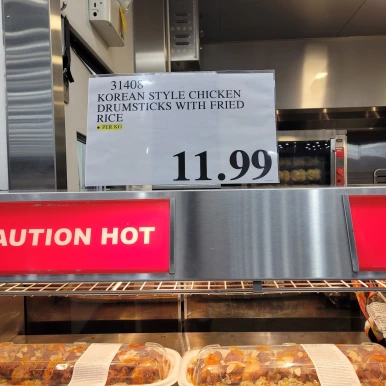 31408
KOREAN STYLE CHICKEN
DRUMSTICKS WITH FRIED
RICE
PER KG
11.99
AUTION HOT